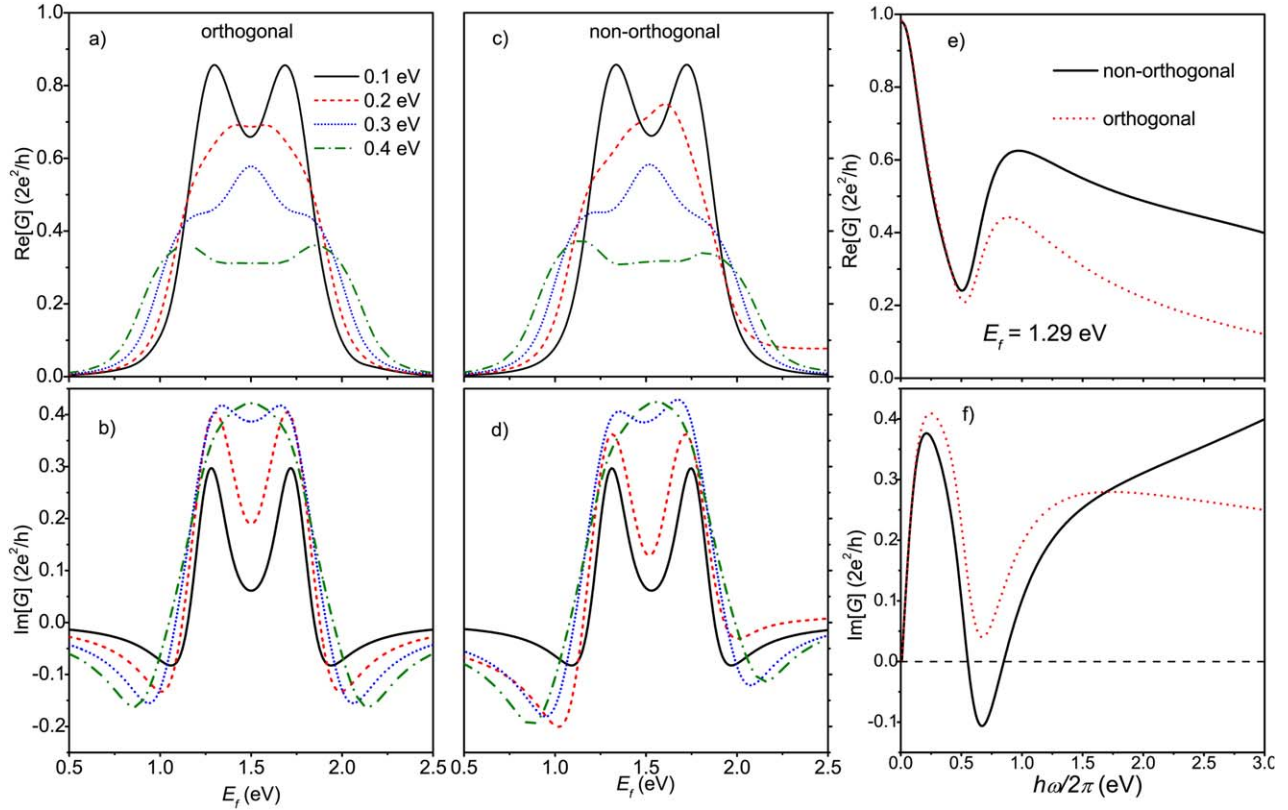 a)
orthogonal
0.1 eV
0.2 eV
0.3 eV
0.4 eV
Re[G] (2e²/h)
1.0
0.8
0.6
0.4
0.2
0.0
c)
non-orthogonal
e)
non-orthogonal
orthogonal
E_f = 1.29 eV
Re[G] (2e²/h)
1.0
0.8
0.6
0.4
0.2
0.0
b)
Im[G] (2e²/h)
0.4
0.3
0.2
0.1
0.0
-0.1
-0.2
0.5 1.0 1.5 2.0 2.5
E_f (eV)
d)
0.5 1.0 1.5 2.0 2.5
E_f (eV)
f)
Im[G] (2e²/h)
0.4
0.3
0.2
0.1
0.0
-0.1
0.0 0.5 1.0 1.5 2.0 2.5 3.0
hω/2π (eV)